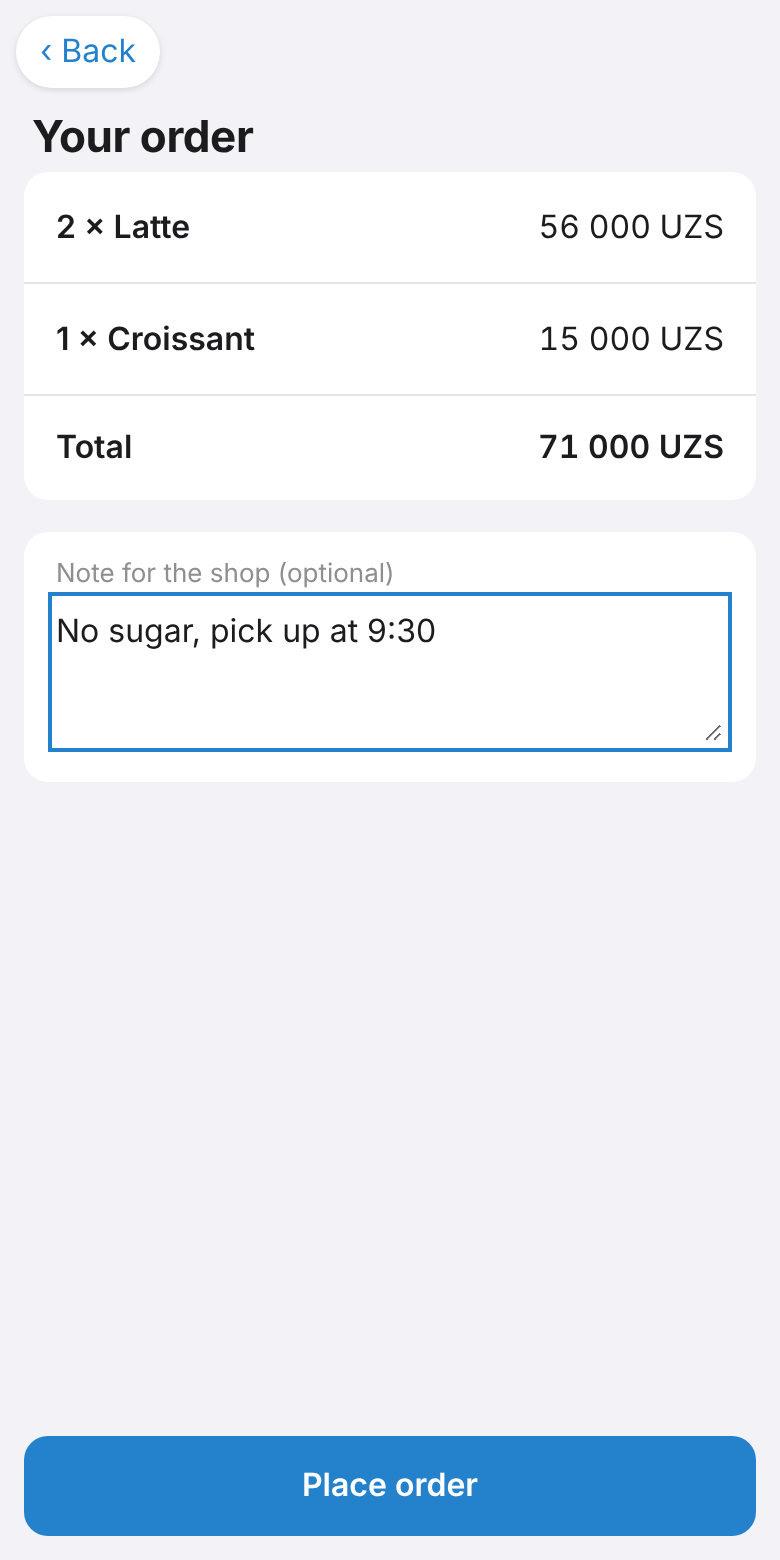 ‹ Back
Your order
2 × Latte 56 000 UZS
1 × Croissant 15 000 UZS
Total 71 000 UZS
Note for the shop (optional)
No sugar, pick up at 9:30
Place order